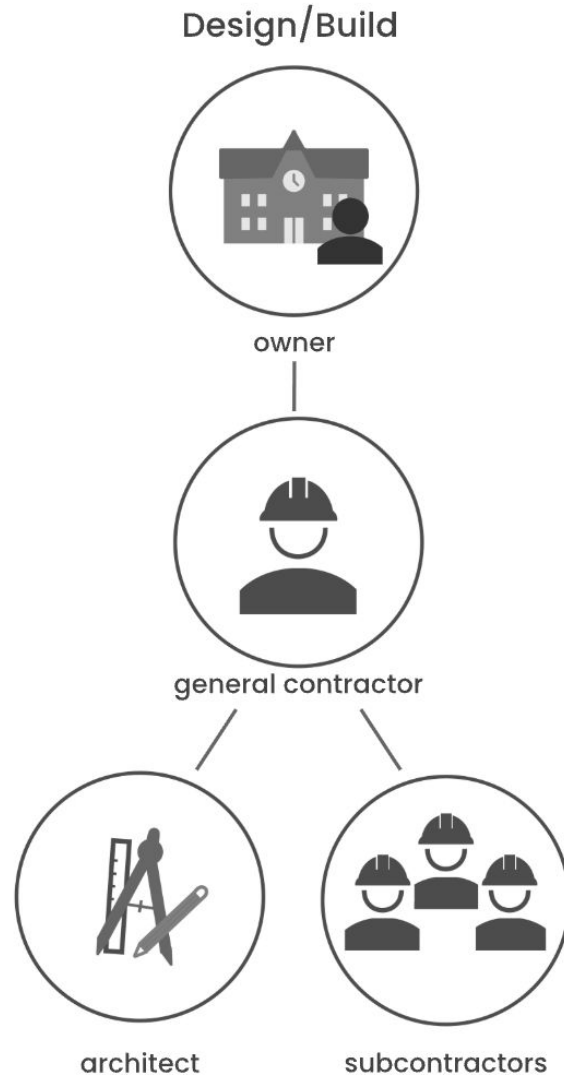 Design/Build
owner
general contractor
architect
subcontractors